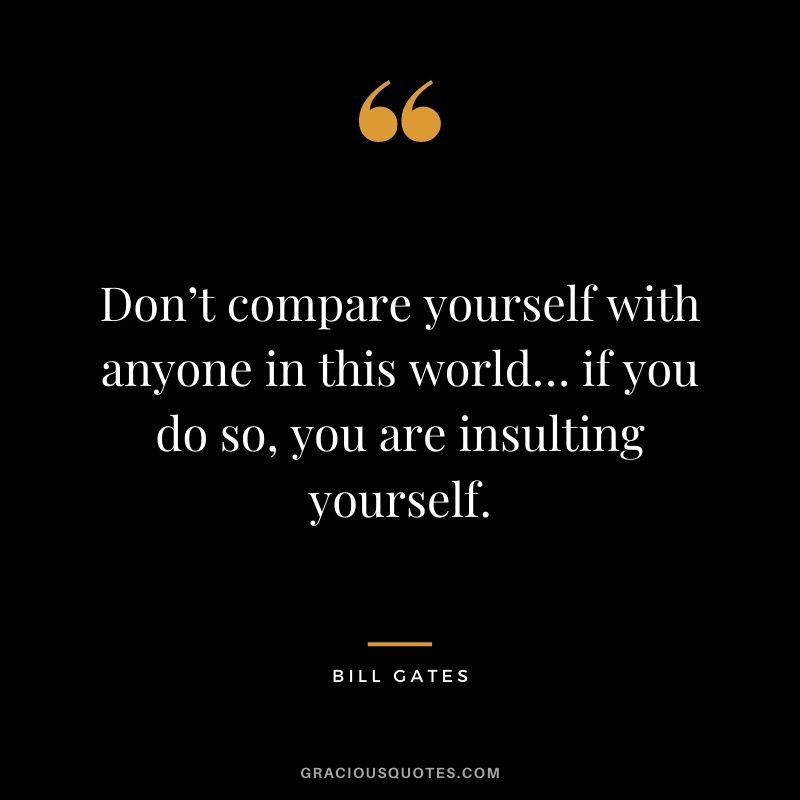 ❝
Don’t compare yourself with
anyone in this world... if you
do so, you are insulting
yourself.
BILL GATES
GRACIOUSQUOTES.COM